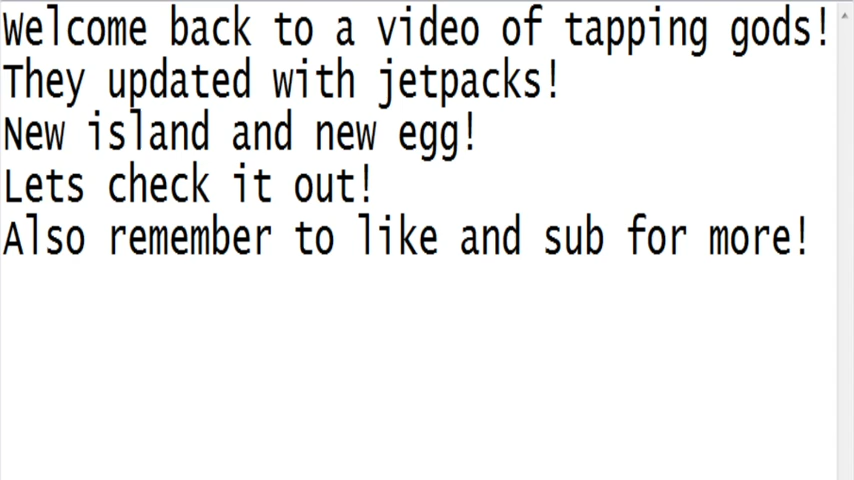 Welcome back to a video of tapping gods!
They updated with jetpacks!
New island and new egg!
Lets check it out!
Also remember to like and sub for more!